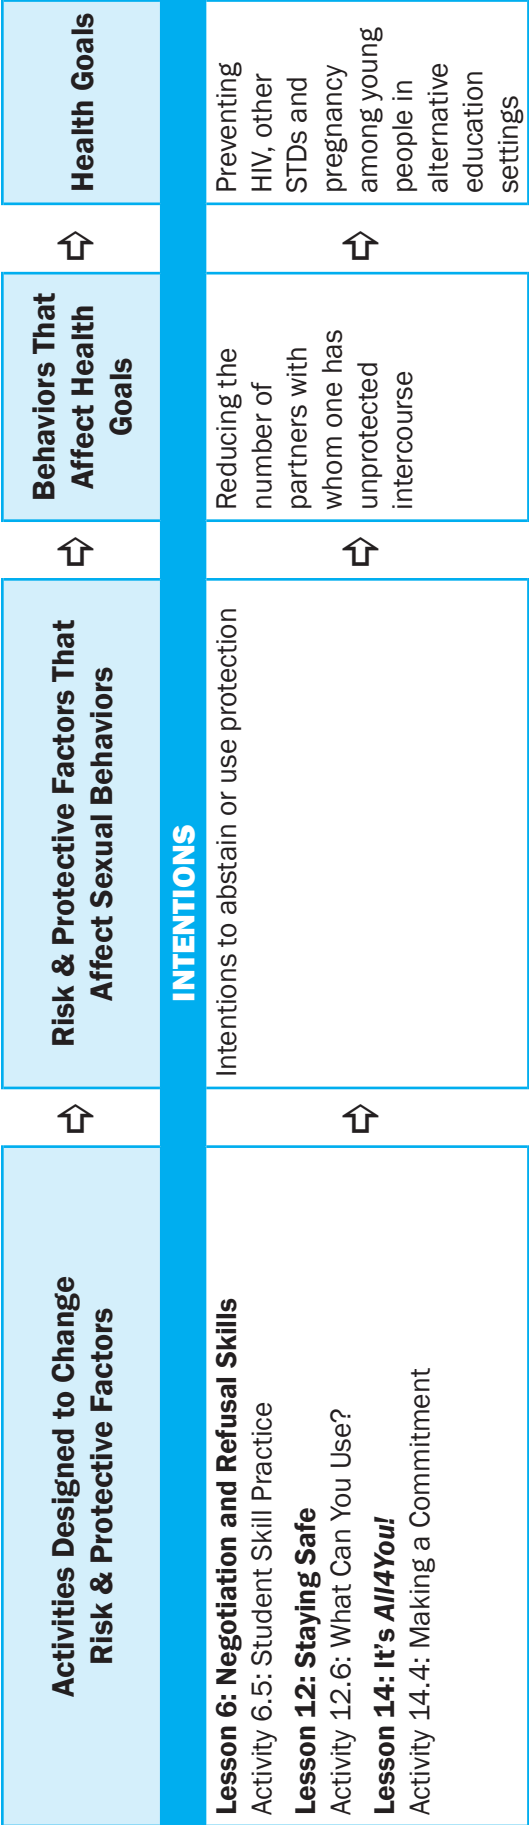 Activities Designed to Change
Risk & Protective Factors
Risk & Protective Factors That
Affect Sexual Behaviors
Behaviors That
Affect Health
Goals
Health Goals
INTENTIONS
Lesson 6: Negotiation and Refusal Skills
Activity 6.5: Student Skill Practice
Lesson 12: Staying Safe
Activity 12.6: What Can You Use?
Lesson 14: It’s All4You!
Activity 14.4: Making a Commitment
Intentions to abstain or use protection
Reducing the
number of
partners with
whom one has
unprotected
intercourse
Preventing
HIV, other
STDs and
pregnancy
among young
people in
alternative
education
settings